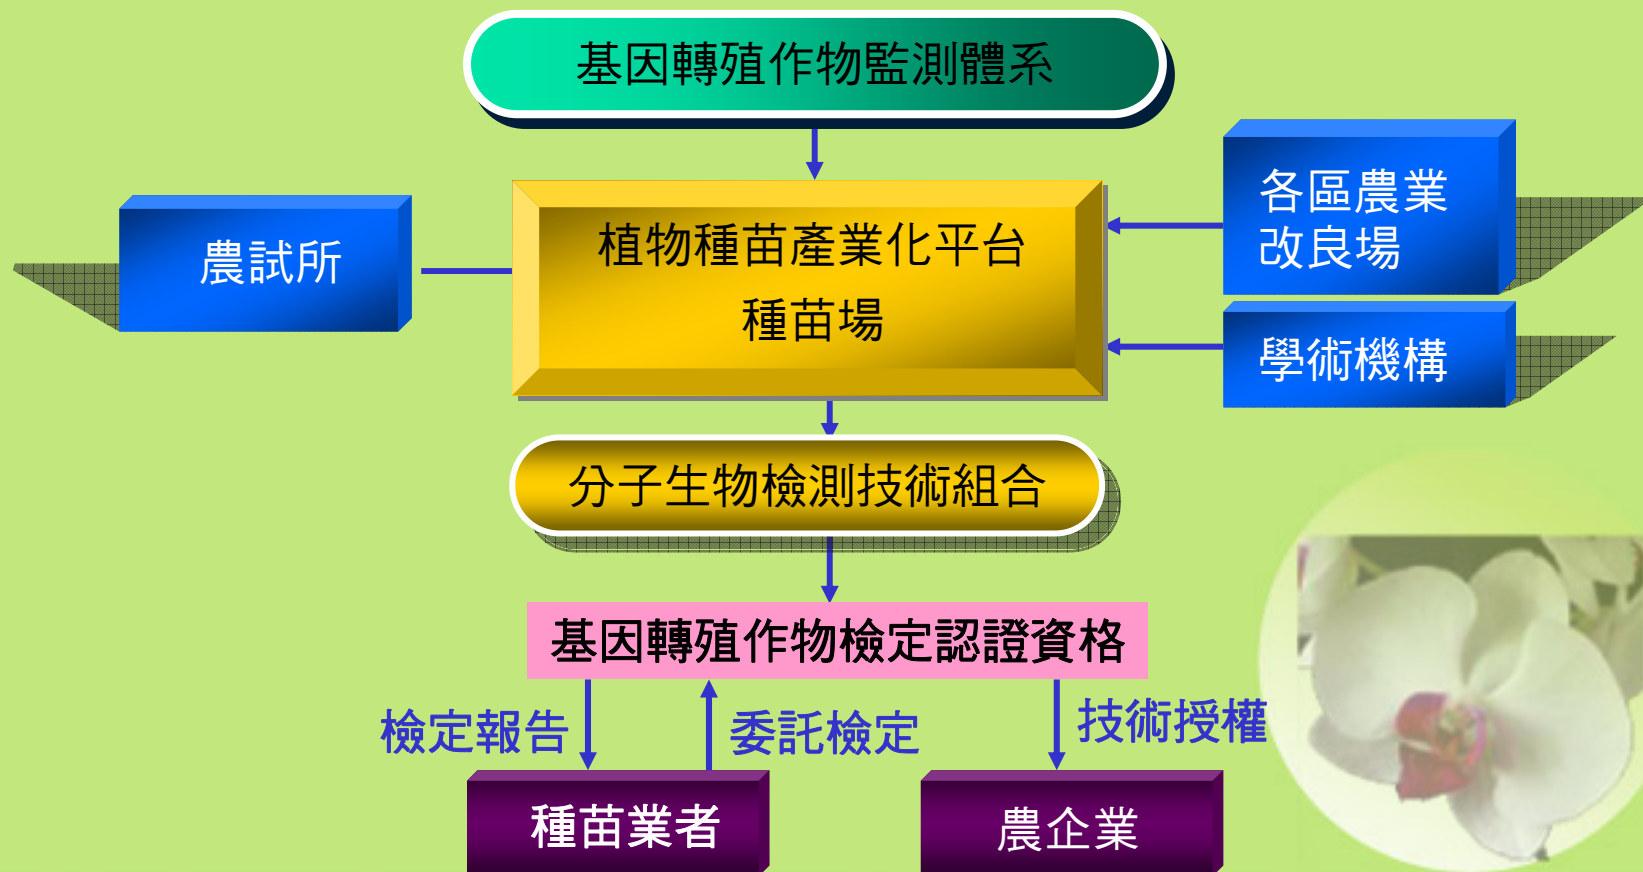 基因轉殖作物監測體系
農試所
植物種苗產業化平台
種苗場
各區農業
改良場
學術機構
分子生物檢測技術組合
基因轉殖作物檢定認證資格
檢定報告
委託檢定
技術授權
種苗業者
農企業